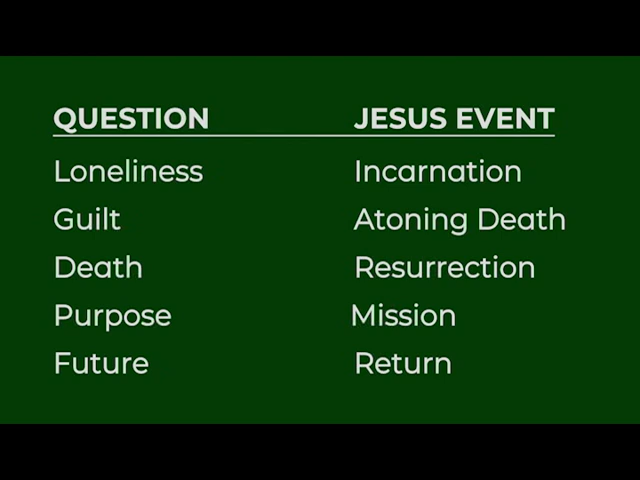 QUESTION JESUS EVENT
Loneliness Incarnation
Guilt Atoning Death
Death Resurrection
Purpose Mission
Future Return